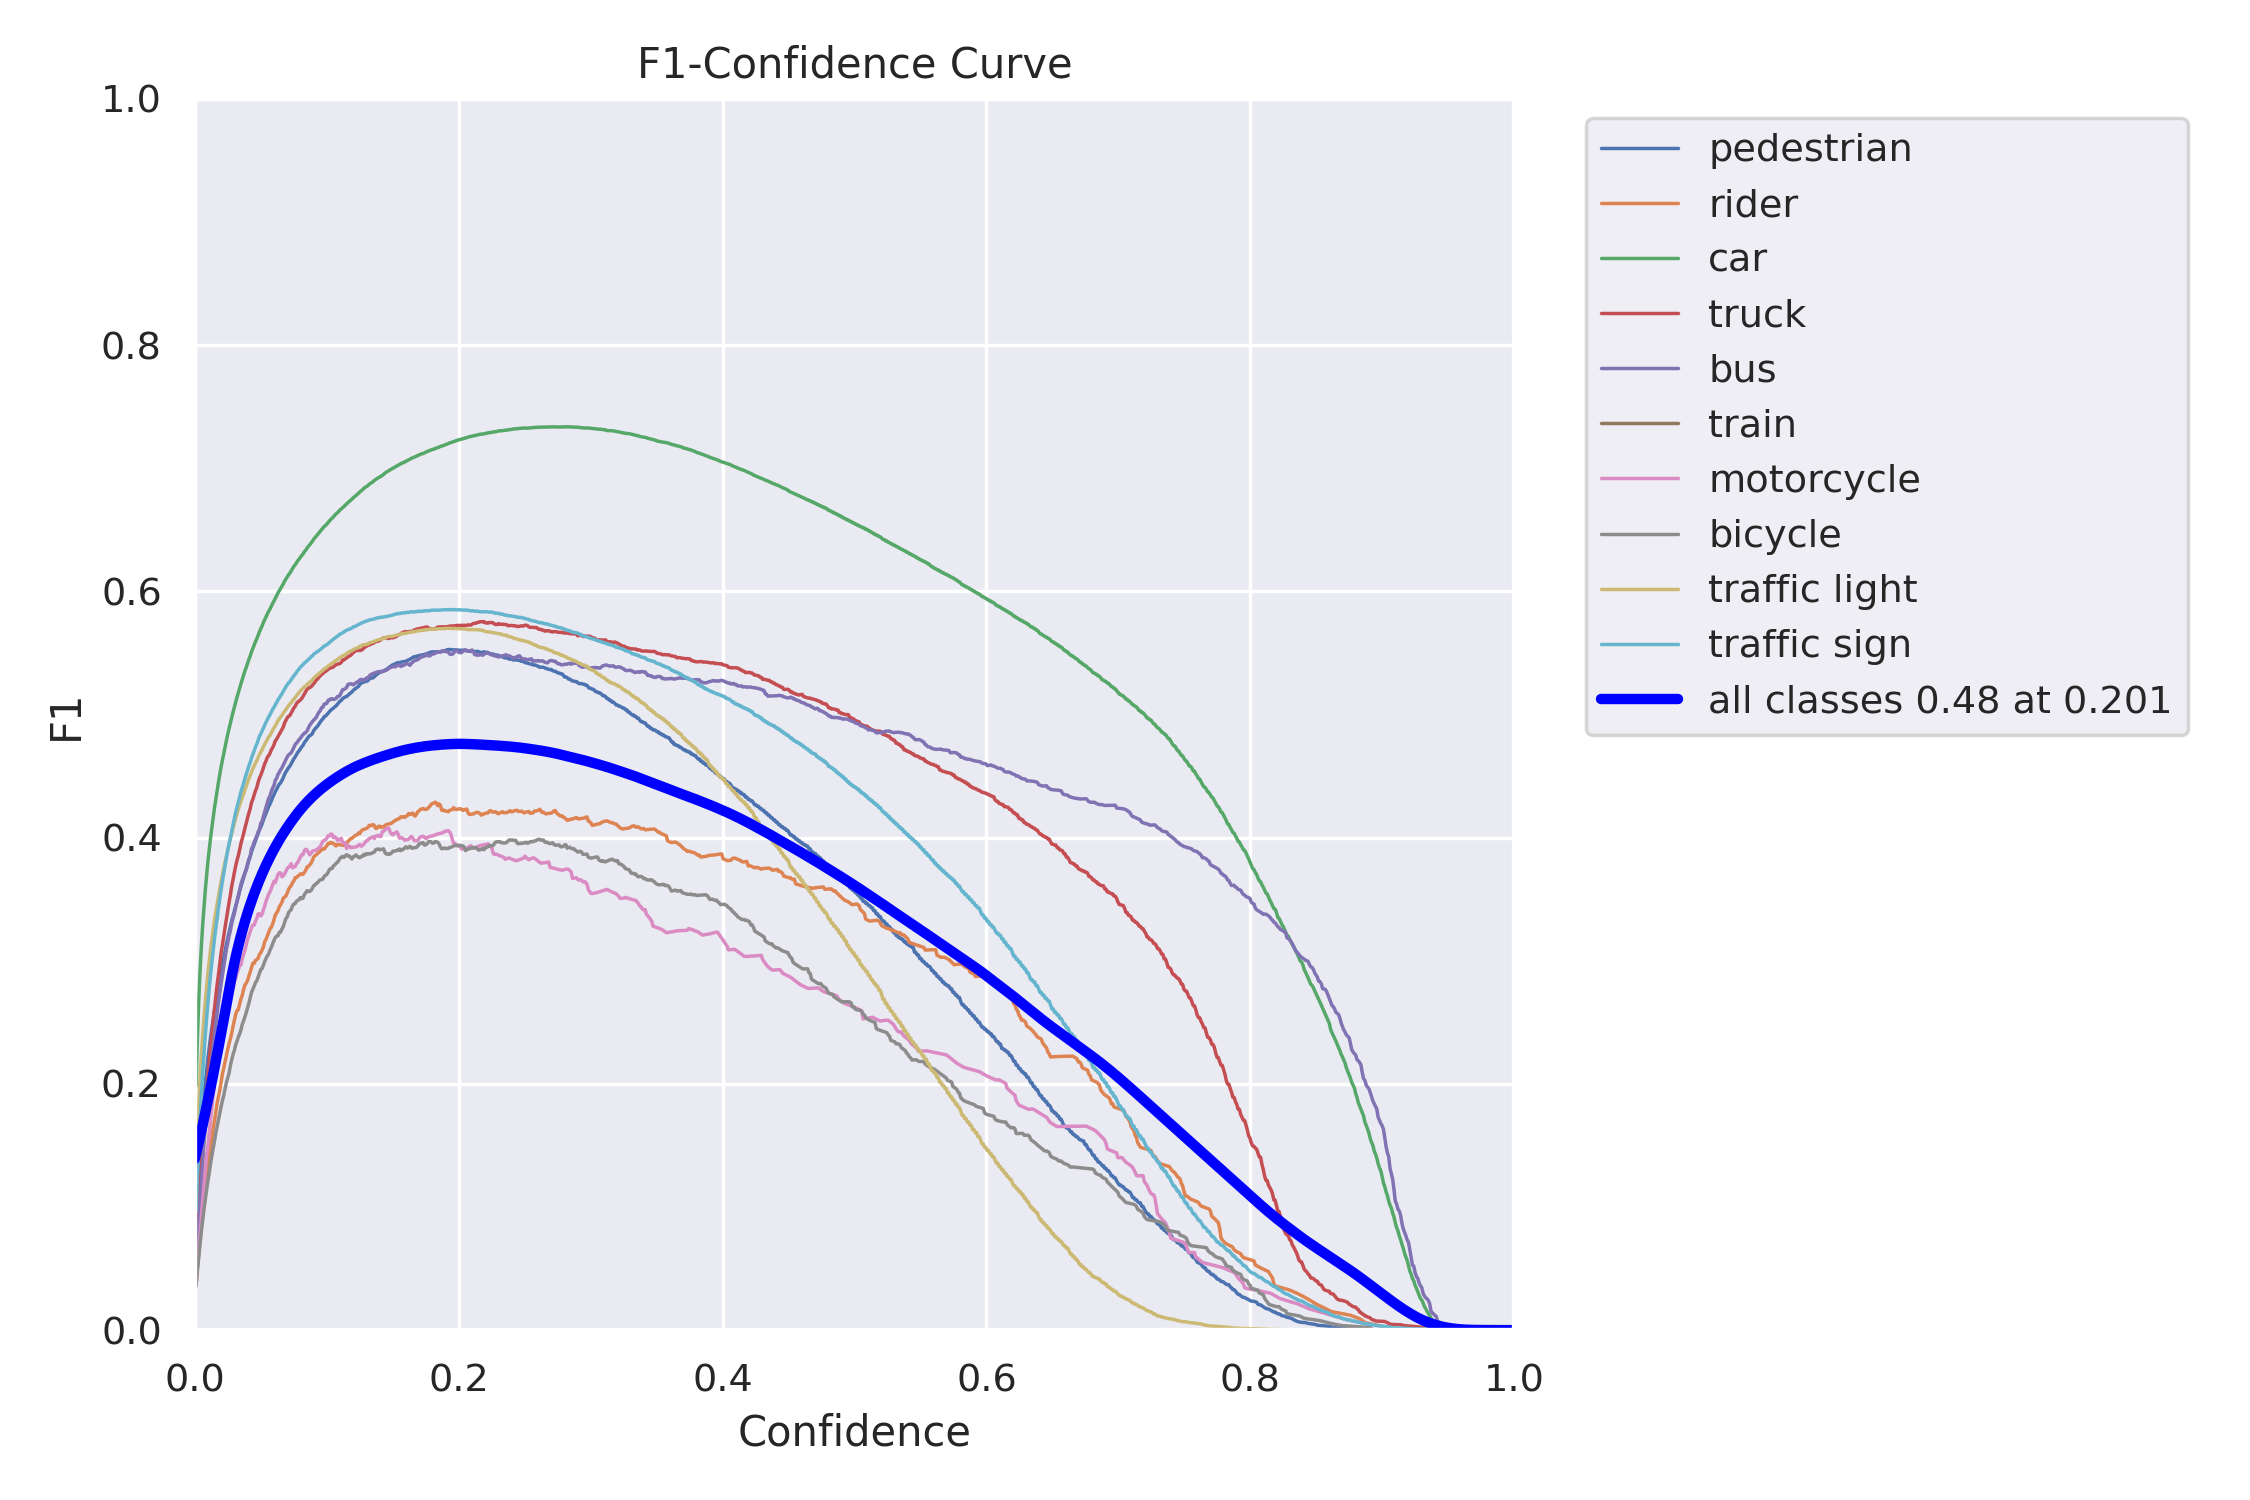 F1-Confidence Curve
1.0
0.8
0.6
0.4
0.2
0.0
F1
0.0 0.2 0.4 0.6 0.8 1.0
Confidence
pedestrian
rider
car
truck
bus
train
motorcycle
bicycle
traffic light
traffic sign
all classes 0.48 at 0.201